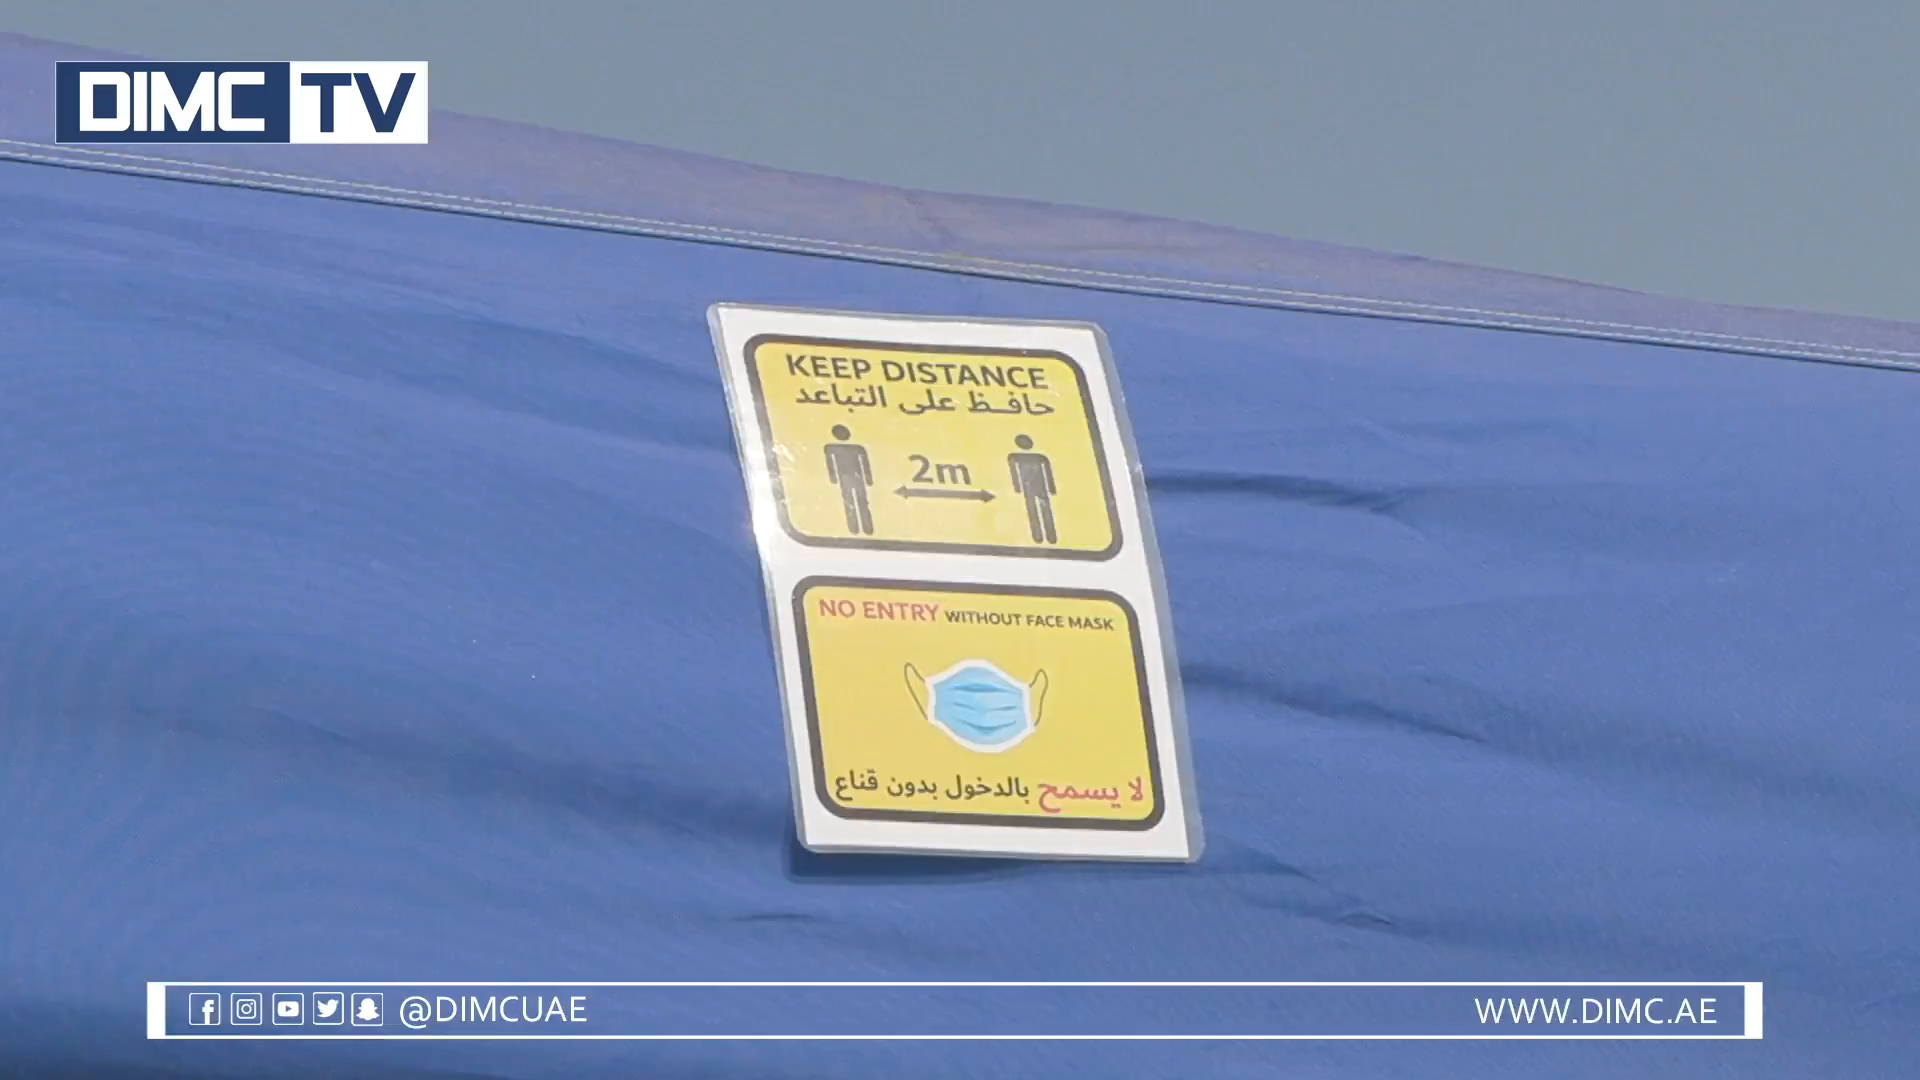 DIMC TV
KEEP DISTANCE
حافظ على التباعد
2m
NO ENTRY WITHOUT FACE MASK
لا يسمح بالدخول بدون قناع
@DIMCUAE
WWW.DIMC.AE